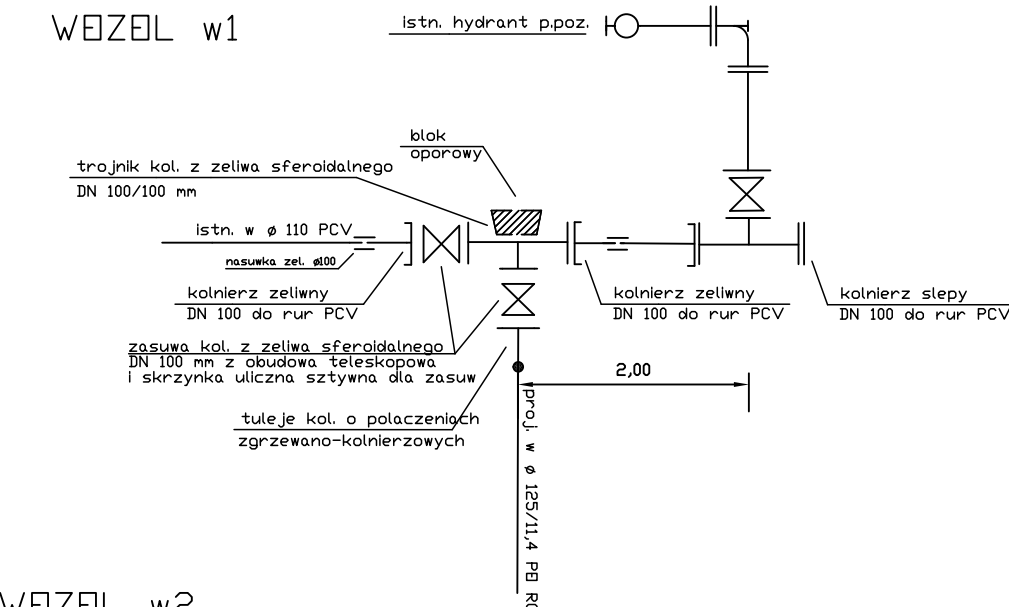 WĘZEŁ w1
istn. hydrant p.poz.
blok
oporowy
trojnik kol. z zeliwa sferoidalnego
DN 100/100 mm
istn. w ø 110 PCV
nasuwka zel. ø100
kolnierz zeliwny
DN 100 do rur PCV
kolnierz zeliwny
DN 100 do rur PCV
kolnierz slepy
DN 100 do rur PCV
zasuwa kol. z zeliwa sferoidalnego
DN 100 mm z obudowa teleskopowa
i skrzynka uliczna sztywna dla zasuw
2,00
tuleje kol. o polaczeniach
zgrzewano-kolnierzowych
proj. w ø 125/11,4 PE